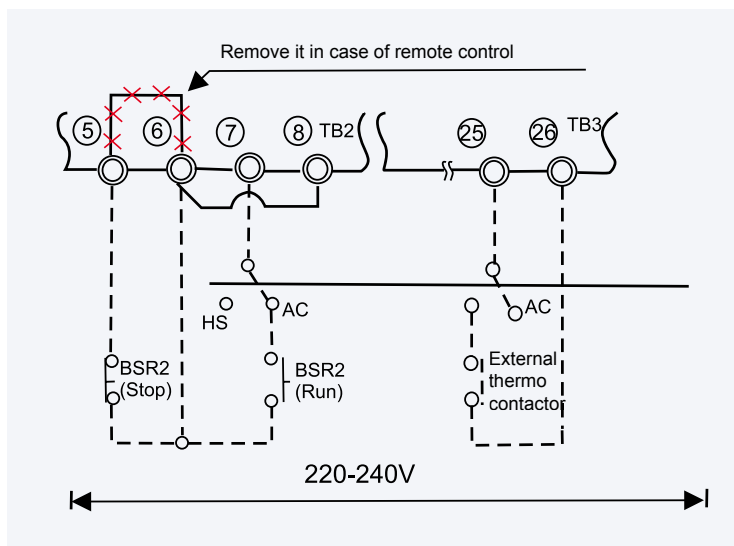 Remove it in case of remote control
5 6 7 8 TB2 25 26 TB3
HS AC AC
BSR2
(Stop)
BSR2
(Run)
External
thermo
contactor
220-240V